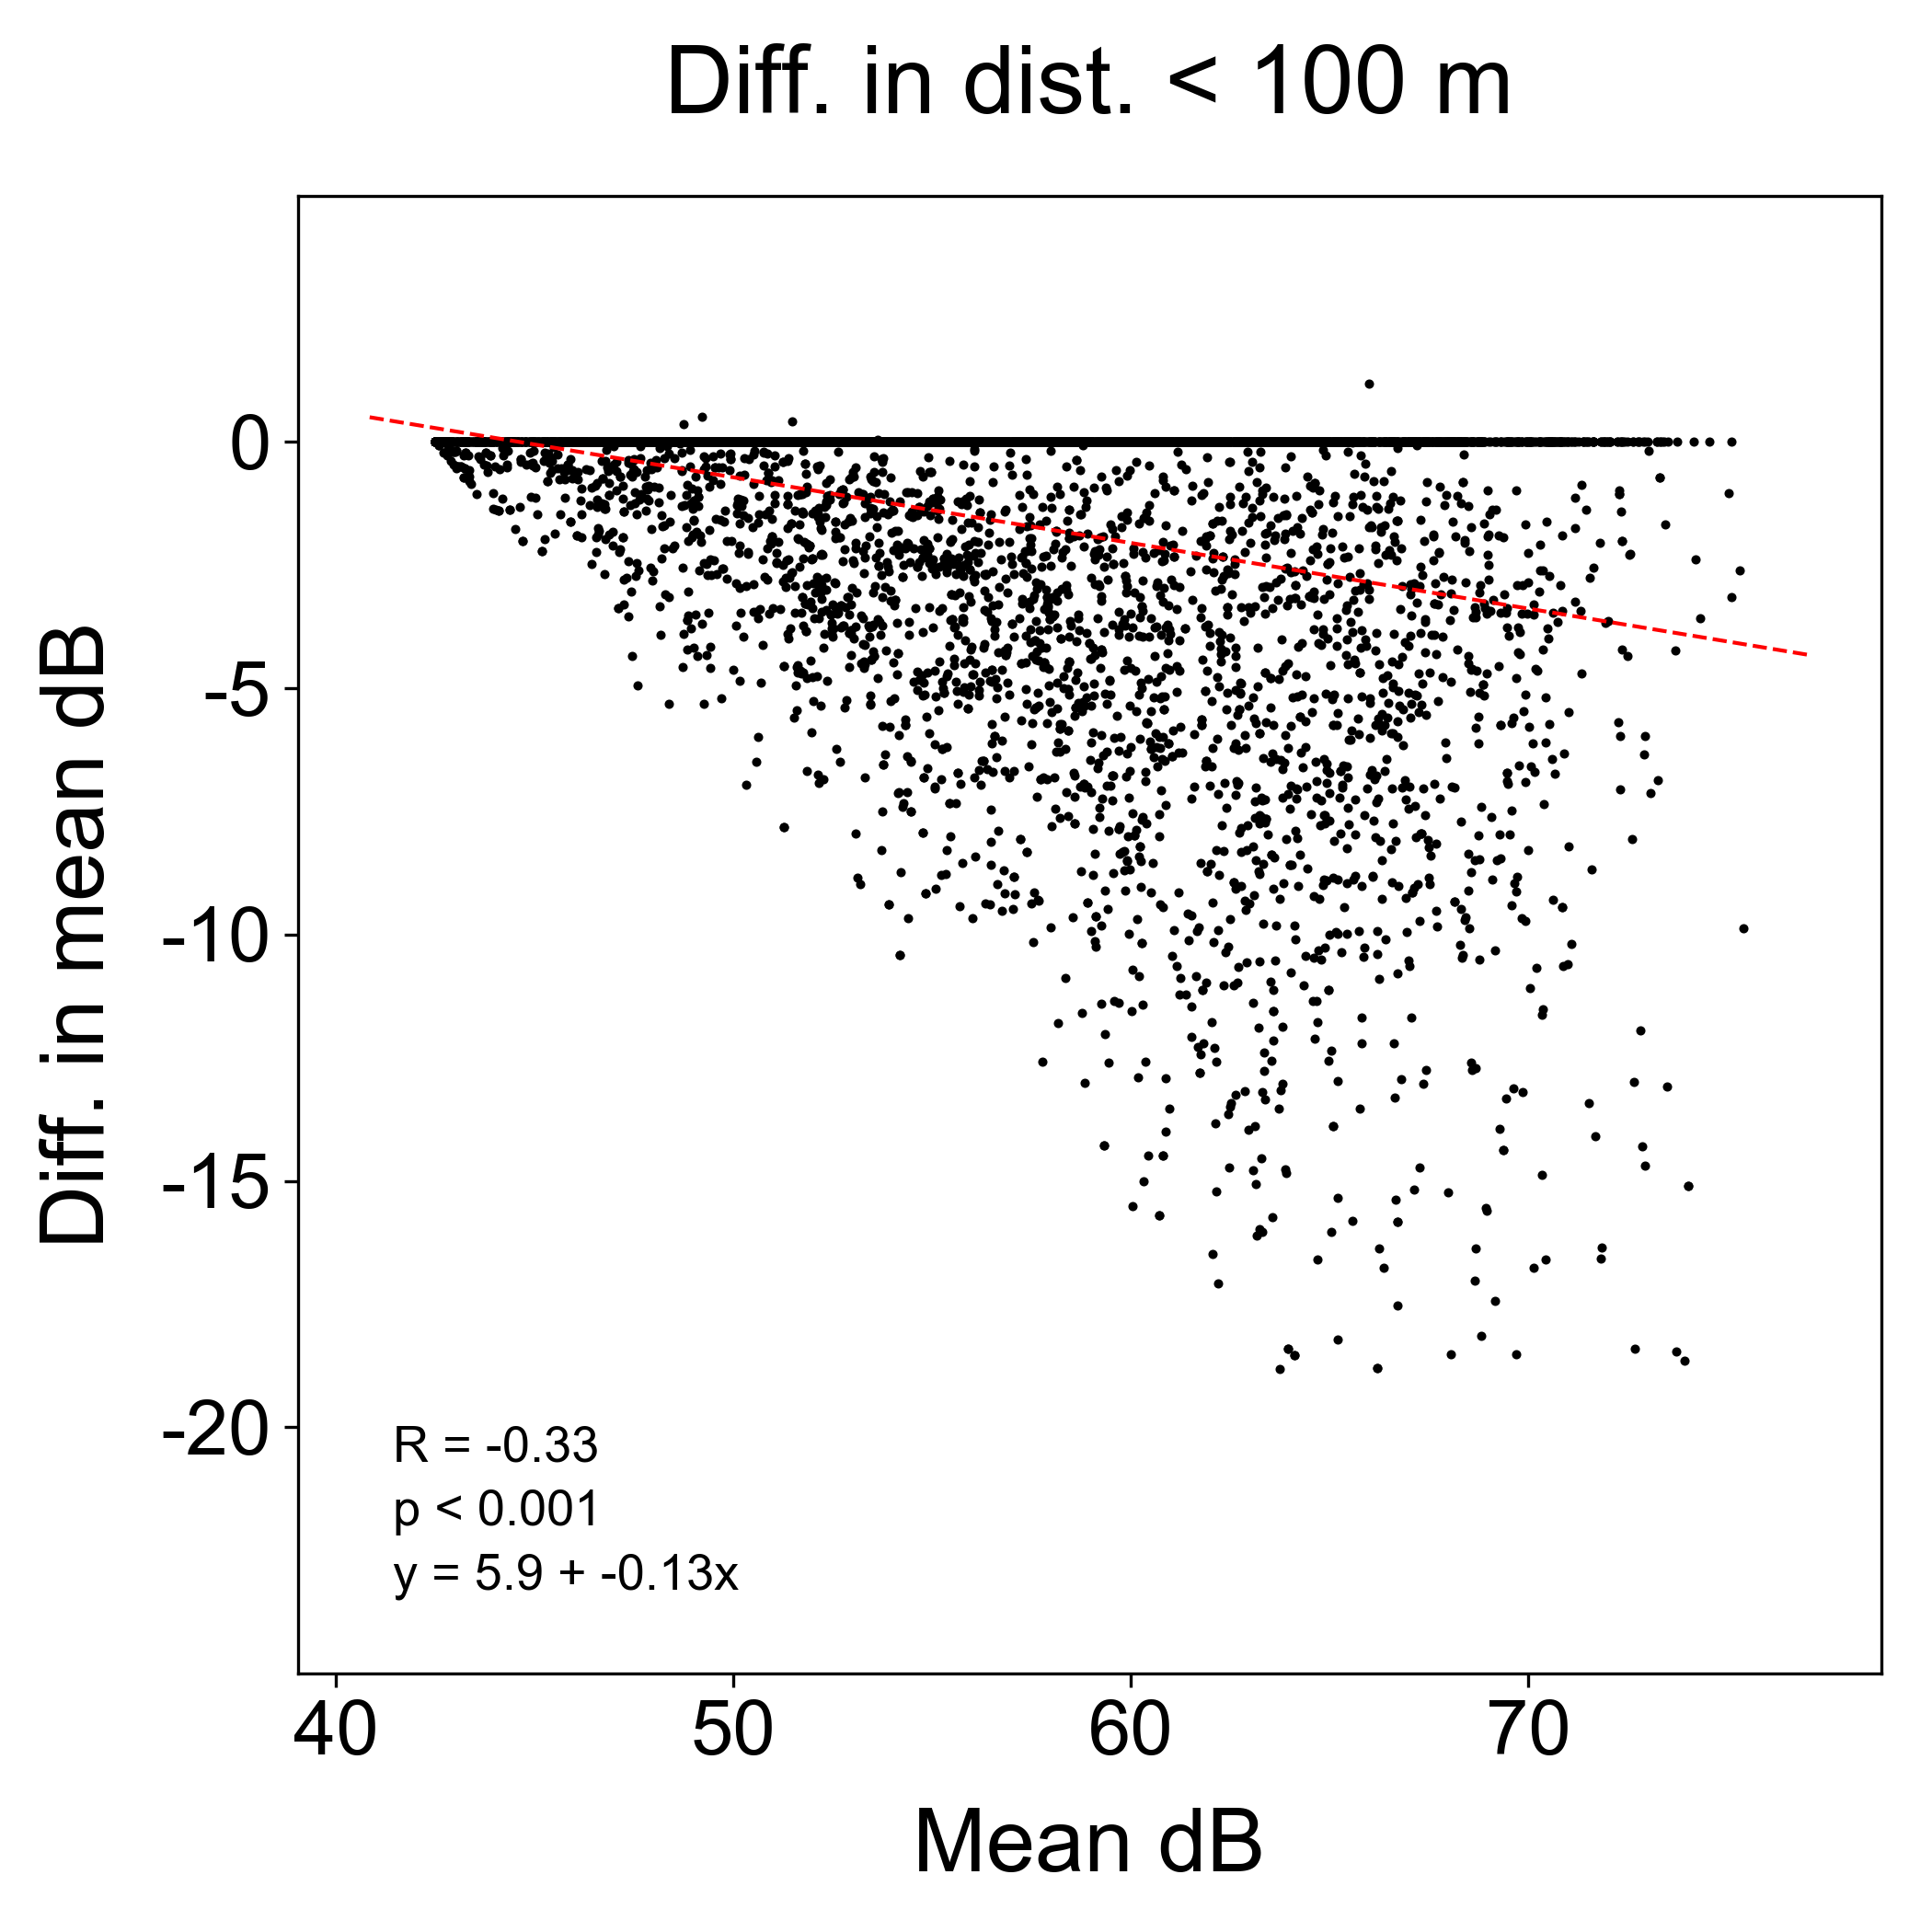 Diff. in dist. < 100 m
Diff. in mean dB
0
-5
-10
-15
-20
R = -0.33
p < 0.001
y = 5.9 + -0.13x
40 50 60 70
Mean dB